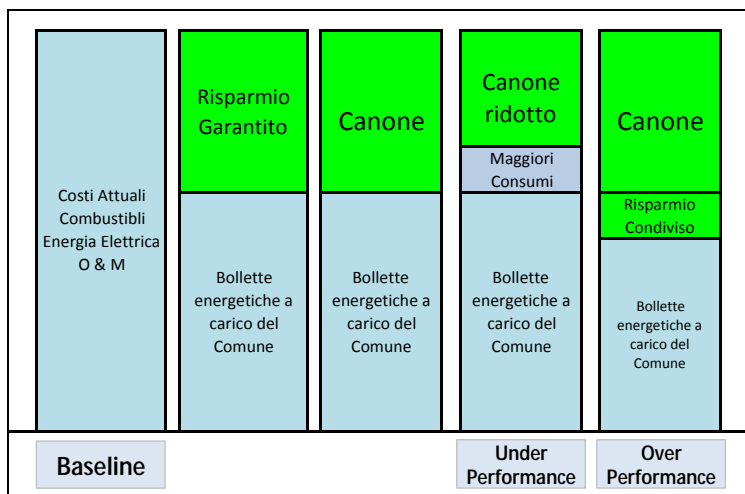 Costi Attuali
Combustibli
Energia Elettrica
O & M
Risparmio
Garantito
Bollette
energetiche a
carico del
Comune
Canone
Bollette
energetiche a
carico del
Comune
Canone
ridotto
Maggiori
Consumi
Bollette
energetiche a
carico del
Comune
Canone
Risparmio
Condiviso
Bollette
energetiche a
carico del
Comune
Baseline
Under
Performance
Over
Performance